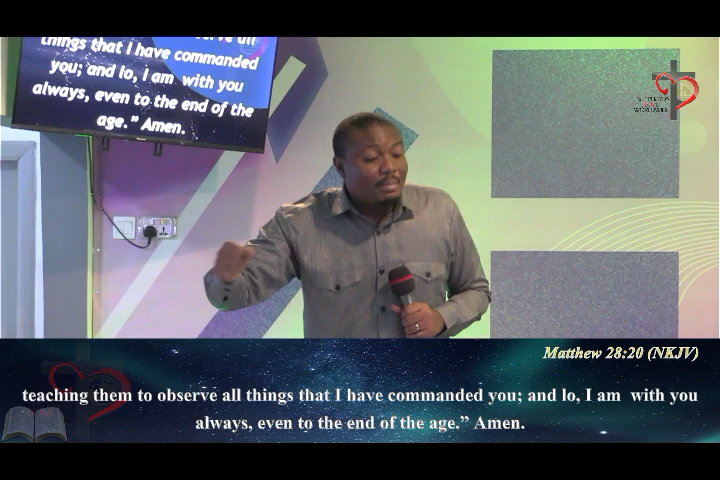 things that I have commanded
you; and lo, I am with you
always, even to the end of the
age." Amen.
Matthew 28:20 (NKJV)
teaching them to observe all things that I have commanded you; and lo, I am with you
always, even to the end of the age." Amen.